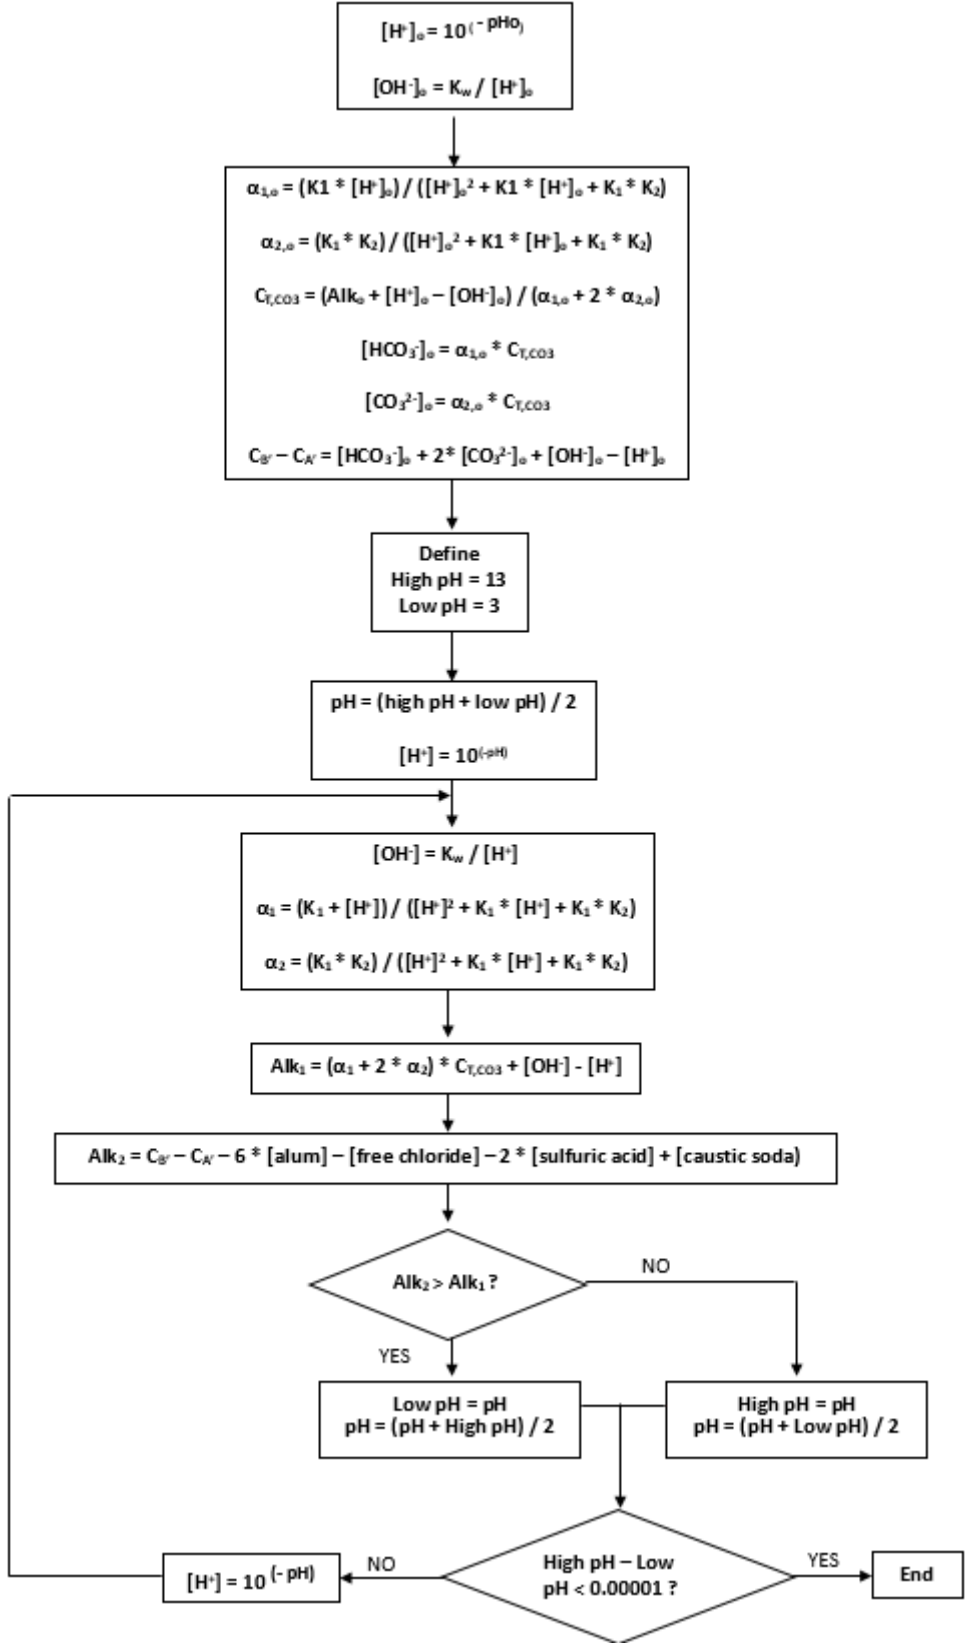 [H⁺]ₒ = 10⁽⁻ ᵖᴴᵒ⁾
[OH⁻]ₒ = Kw / [H⁺]ₒ
α₁,ₒ = (K1 * [H⁺]ₒ) / ([H⁺]ₒ² + K1 * [H⁺]ₒ + K₁ * K₂)
α₂,ₒ = (K₁ * K₂) / ([H⁺]ₒ² + K1 * [H⁺]ₒ + K₁ * K₂)
C_T,CO3 = (Alkₒ + [H⁺]ₒ – [OH⁻]ₒ) / (α₁,ₒ + 2 * α₂,ₒ)
[HCO₃⁻]ₒ = α₁,ₒ * C_T,CO3
[CO₃²⁻]ₒ = α₂,ₒ * C_T,CO3
C_B' – C_A' = [HCO₃⁻]ₒ + 2* [CO₃²⁻]ₒ + [OH⁻]ₒ – [H⁺]ₒ
Define
High pH = 13
Low pH = 3
pH = (high pH + low pH) / 2
[H⁺] = 10⁽⁻ᵖᴴ⁾
[OH⁻] = Kw / [H⁺]
α₁ = (K₁ + [H⁺]) / ([H⁺]² + K₁ * [H⁺] + K₁ * K₂)
α₂ = (K₁ * K₂) / ([H⁺]² + K₁ * [H⁺] + K₁ * K₂)
Alk₁ = (α₁ + 2 * α₂) * C_T,CO3 + [OH⁻] - [H⁺]
Alk₂ = C_B' – C_A' – 6 * [alum] – [free chloride] – 2 * [sulfuric acid] + [caustic soda)
Alk₂ > Alk₁ ?
NO
YES
Low pH = pH
pH = (pH + High pH) / 2
High pH = pH
pH = (pH + Low pH) / 2
High pH – Low
pH < 0.00001 ?
NO
YES
[H⁺] = 10 ⁽⁻ ᵖᴴ⁾
End